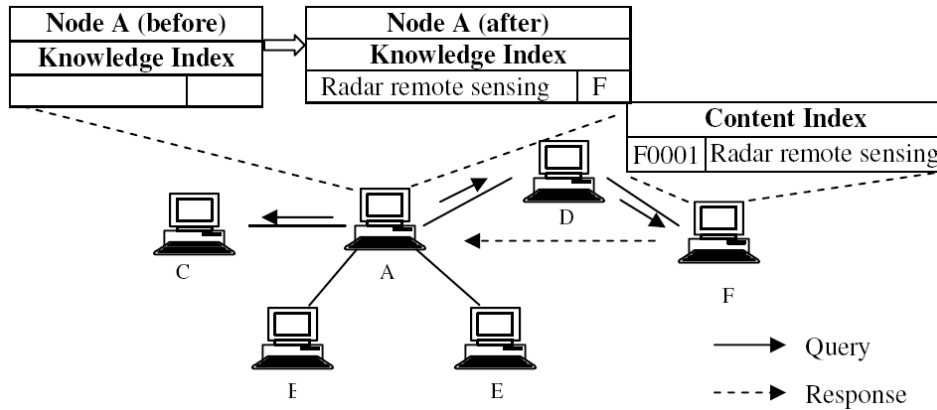 Node A (before)
Knowledge Index
Node A (after)
Knowledge Index
Radar remote sensing F
Content Index
F0001 Radar remote sensing
D
C
A
F
E
Query
Response